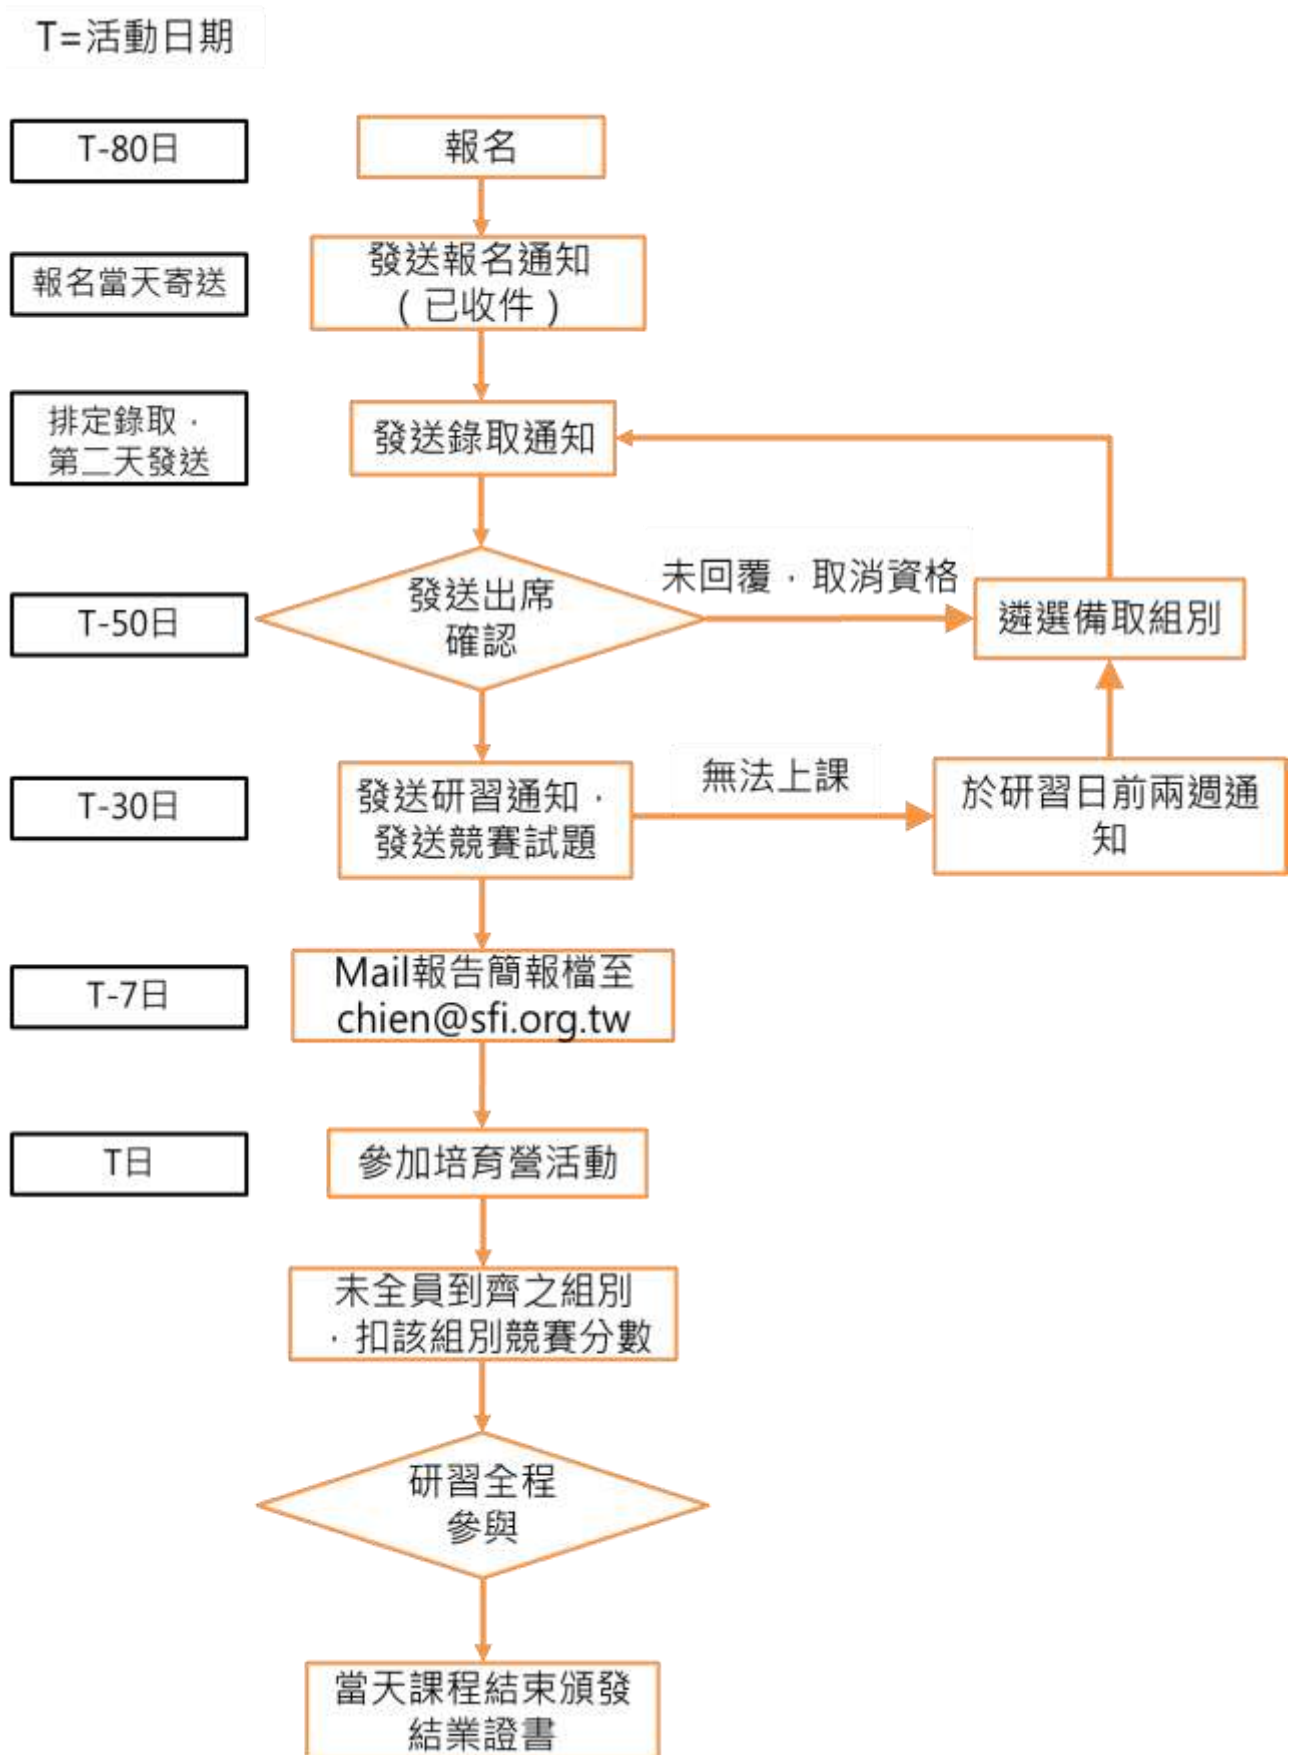 T=活動日期
T-80日
報名
報名當天寄送
發送報名通知
(已收件)
排定錄取，
第二天發送
發送錄取通知
T-50日
發送出席
確認
未回覆，取消資格
遴選備取組別
T-30日
發送研習通知，
發送競賽試題
無法上課
於研習日前兩週通
知
T-7日
Mail報告簡報檔至
chien@sfi.org.tw
T日
參加培育營活動
未全員到齊之組別
，扣該組別競賽分數
研習全程
參與
當天課程結束頒發
結業證書